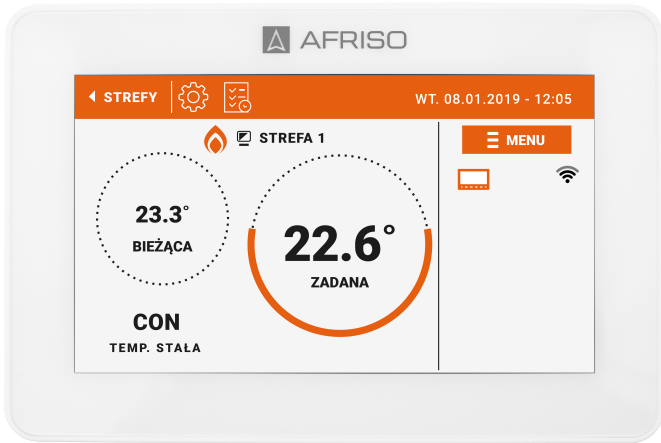 AFRISO
STREFY
WT. 08.01.2019 - 12:05
STREFA 1
MENU
23.3°
BIEŻĄCA
22.6°
ZADANA
CON
TEMP. STAŁA